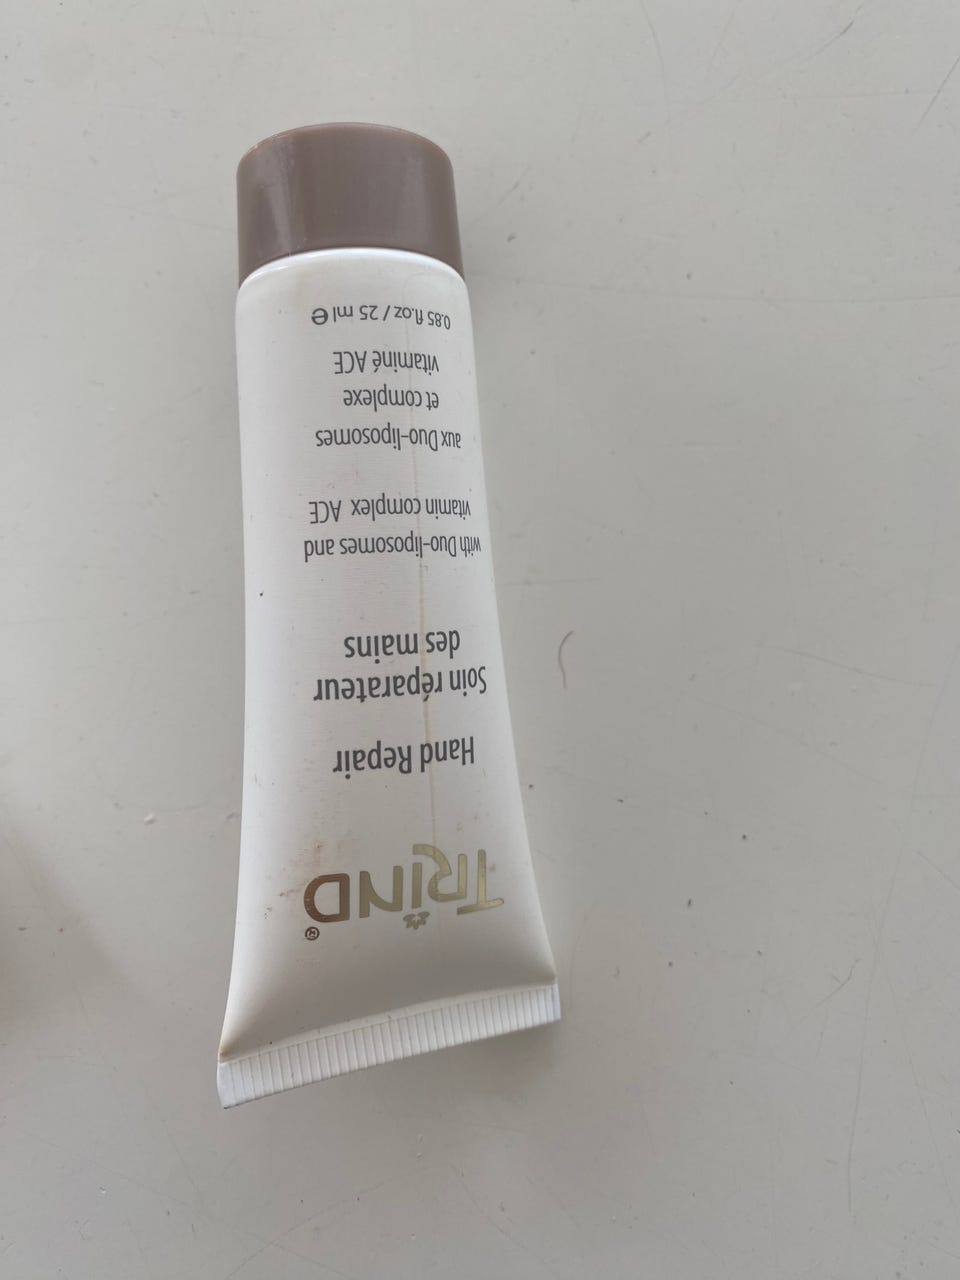 TRIND®
Hand Repair
Soin réparateur
des mains
with Duo-liposomes and
vitamin complex ACE
aux Duo-liposomes
et complexe
vitaminé ACE
0.85 fl.oz / 25 ml ℮